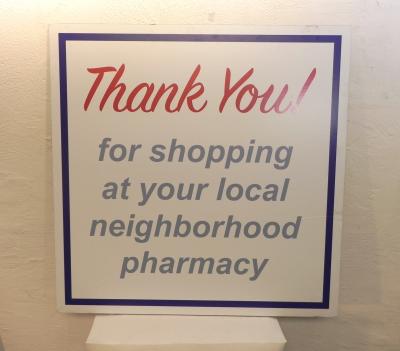 Thank You!
for shopping
at your local
neighborhood
pharmacy